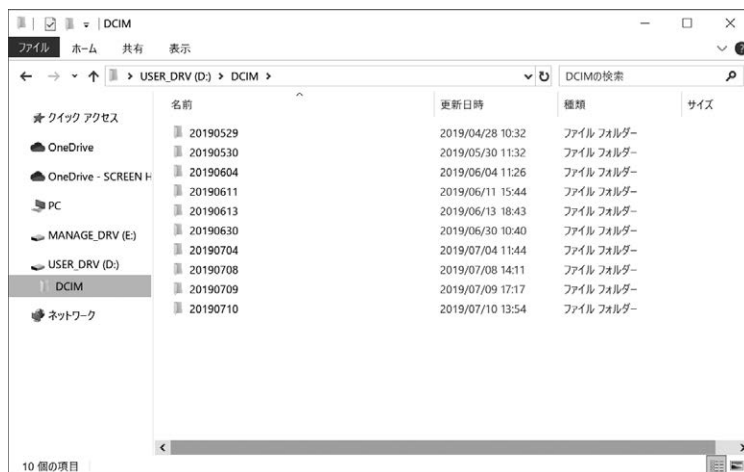 DCIM
ファイル ホーム 共有 表示
USER_DRV (D:) DCIM DCIMの検索
名前 更新日時 種類 サイズ
クイック アクセス
OneDrive
OneDrive - SCREEN H
PC
MANAGE_DRV (E:)
USER_DRV (D:)
DCIM
ネットワーク
20190529 2019/04/28 10:32 ファイル フォルダー
20190530 2019/05/30 11:32 ファイル フォルダー
20190604 2019/06/04 11:26 ファイル フォルダー
20190611 2019/06/11 15:44 ファイル フォルダー
20190613 2019/06/13 18:43 ファイル フォルダー
20190630 2019/06/30 10:40 ファイル フォルダー
20190704 2019/07/04 11:44 ファイル フォルダー
20190708 2019/07/08 14:11 ファイル フォルダー
20190709 2019/07/09 17:17 ファイル フォルダー
20190710 2019/07/10 13:54 ファイル フォルダー
10 個の項目